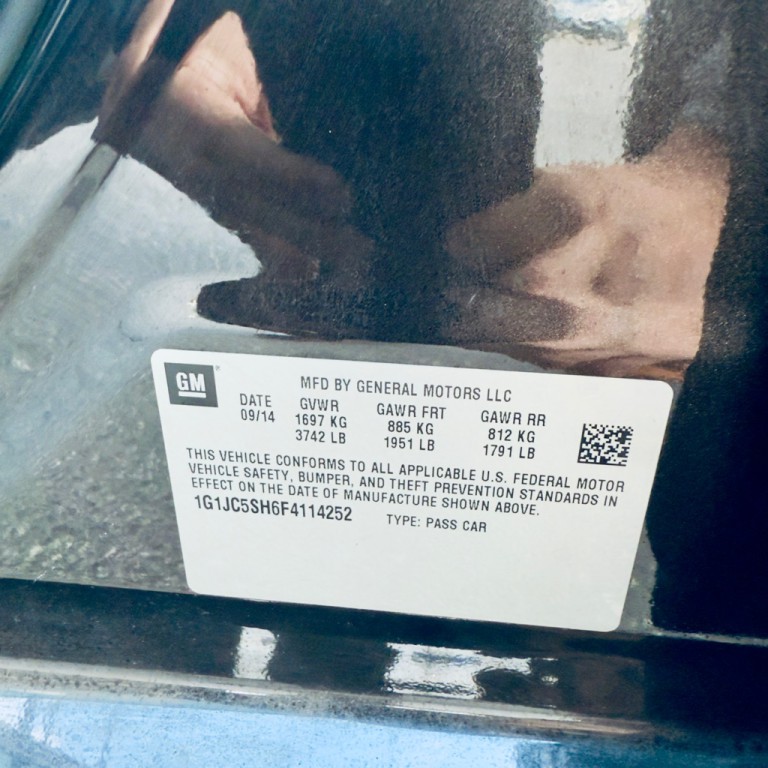 GM
MFD BY GENERAL MOTORS LLC
DATE GVWR GAWR FRT GAWR RR
09/14 1697 KG 885 KG 812 KG
3742 LB 1951 LB 1791 LB
THIS VEHICLE CONFORMS TO ALL APPLICABLE U.S. FEDERAL MOTOR
VEHICLE SAFETY, BUMPER, AND THEFT PREVENTION STANDARDS IN
EFFECT ON THE DATE OF MANUFACTURE SHOWN ABOVE.
1G1JC5SH6F4114252 TYPE: PASS CAR